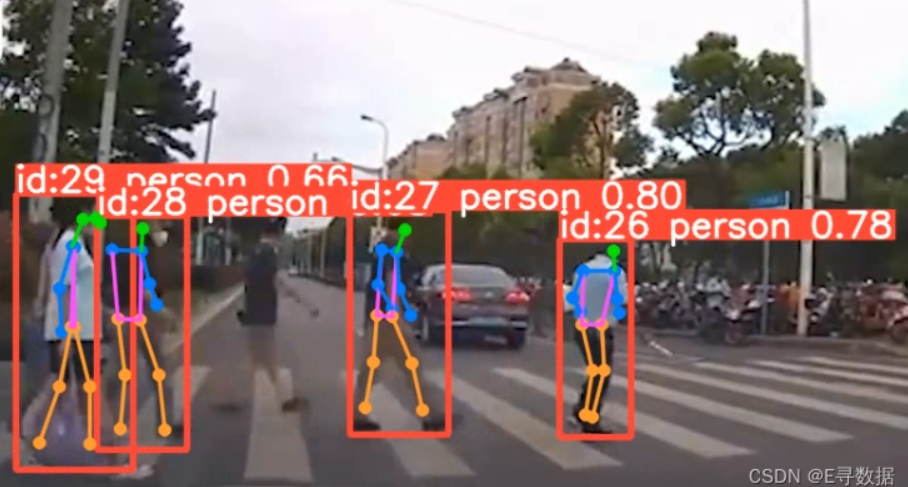 id:29 person 0.66
id:28 person
id:27 person 0.80
id:26 person 0.78
CSDN @E寻数据